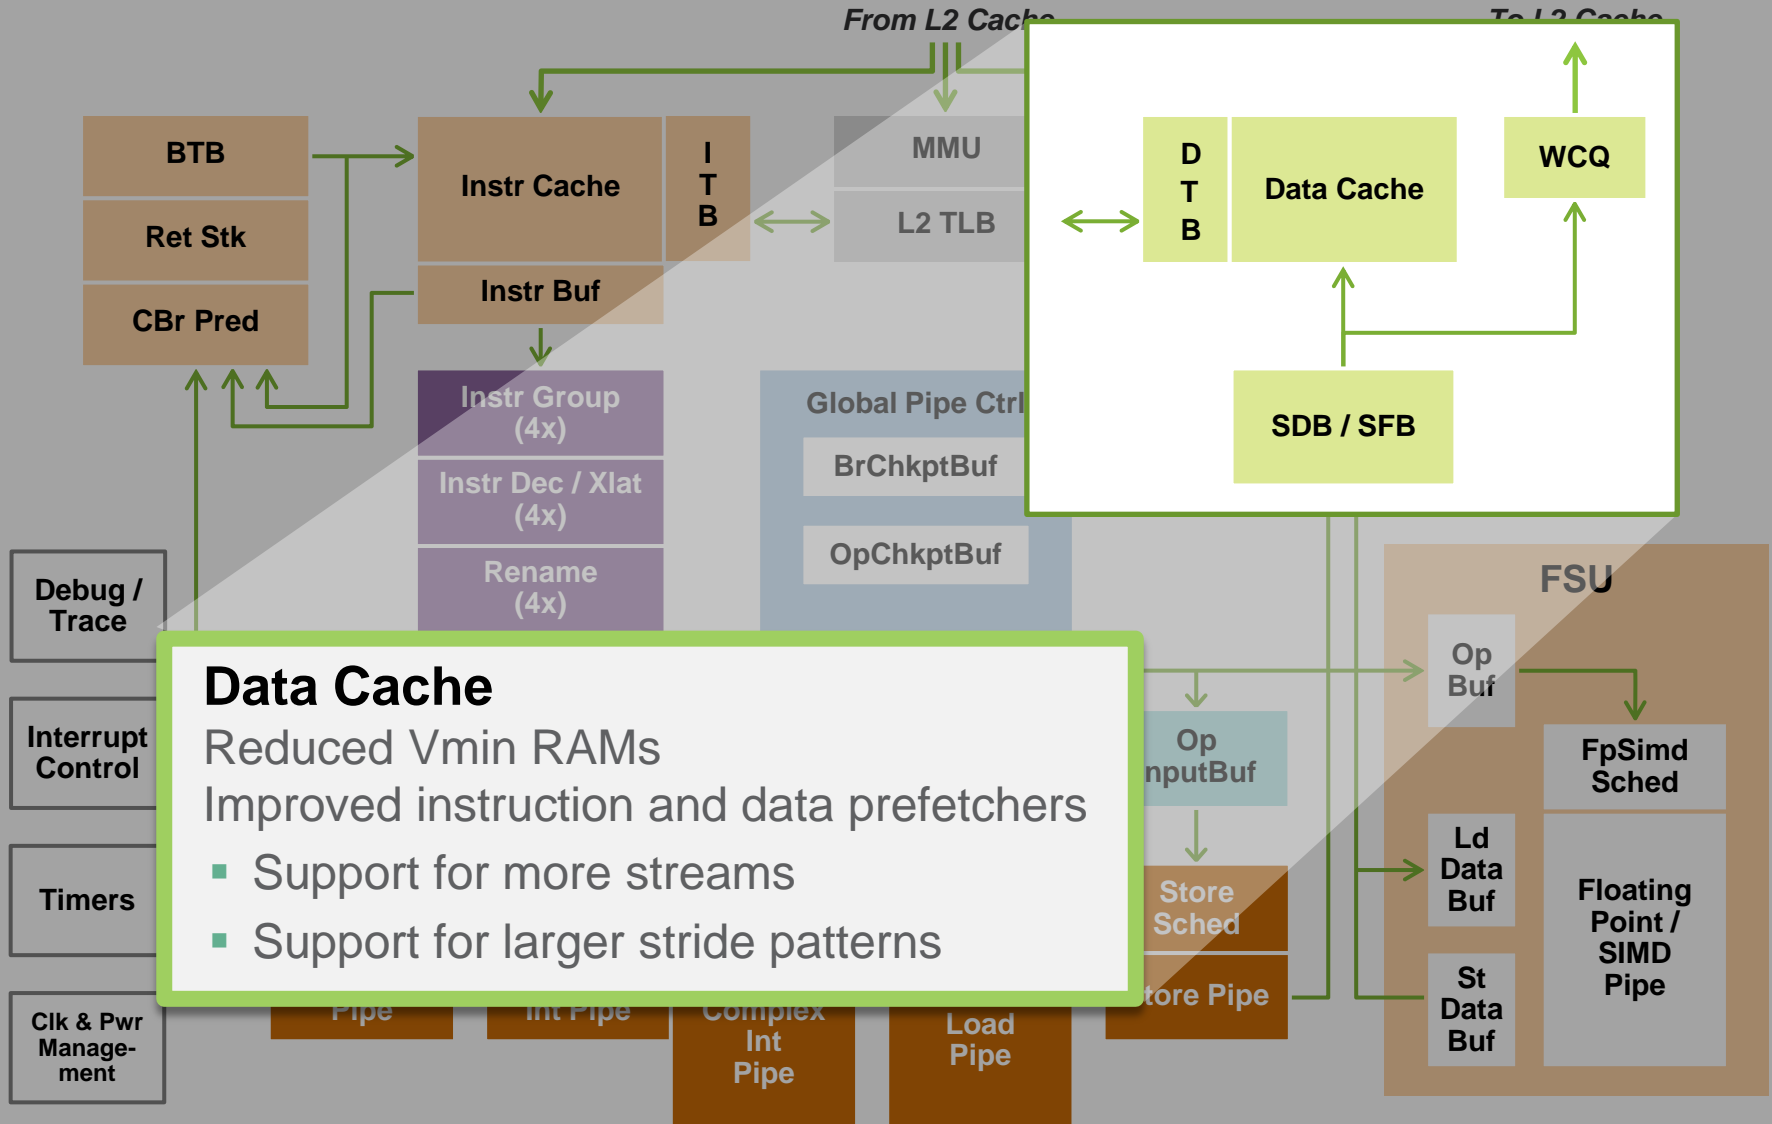 From L2 Cache
To L2 Cache
BTB
Ret Stk
CBr Pred
Instr Cache
I
T
B
Instr Buf
MMU
L2 TLB
D
T
B
Data Cache
WCQ
SDB / SFB
Instr Group
(4x)
Instr Dec / Xlat
(4x)
Rename
(4x)
Global Pipe Ctrl
BrChkptBuf
OpChkptBuf
Debug /
Trace
Interrupt
Control
Timers
Clk & Pwr
Manage-
ment
Data Cache
Reduced Vmin RAMs
Improved instruction and data prefetchers
▪ Support for more streams
▪ Support for larger stride patterns
Pipe
Int Pipe
Complex
Int
Pipe
Load
Pipe
Op
nputBuf
Store
Sched
tore Pipe
FSU
Op
Buf
FpSimd
Sched
Ld
Data
Buf
Floating
Point /
SIMD
Pipe
St
Data
Buf